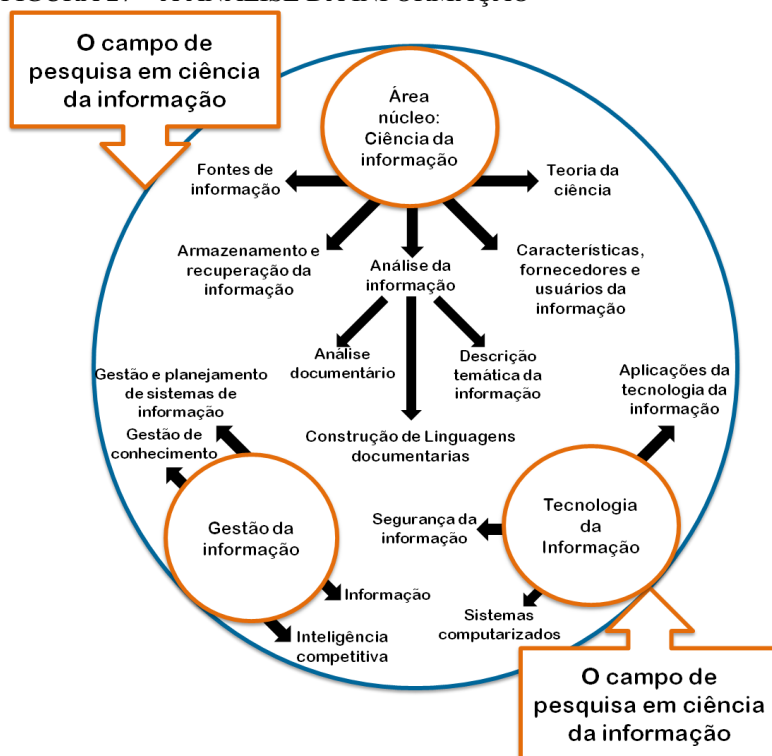 O campo de
pesquisa em ciência
da informação
Área
núcleo:
Ciência da
informação
Fontes de
informação
Teoria da
ciência
Armazenamento e
recuperação da
informação
Análise da
informação
Características,
fornecedores e
usuários da
informação
Análise
documentário
Descrição
temática da
informação
Construção de Linguagens
documentarias
Gestão e planejamento
de sistemas de
informação
Gestão de
conhecimento
Gestão da
informação
Informação
Inteligência
competitiva
Aplicações da
tecnologia da
informação
Tecnologia
da
Informação
Segurança da
informação
Sistemas
computarizados
O campo de
pesquisa em ciência
da informação